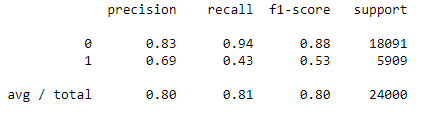 precision recall f1-score support
0 0.83 0.94 0.88 18091
1 0.69 0.43 0.53 5909
avg / total 0.80 0.81 0.80 24000